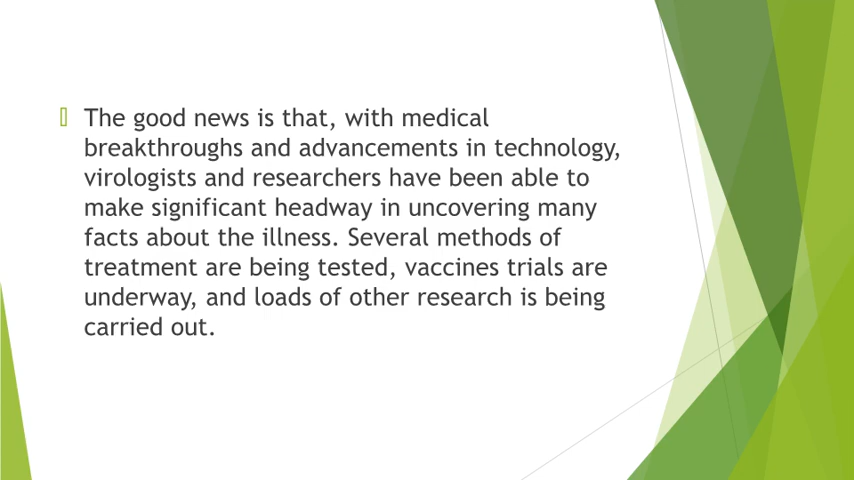 The good news is that, with medical
breakthroughs and advancements in technology,
virologists and researchers have been able to
make significant headway in uncovering many
facts about the illness. Several methods of
treatment are being tested, vaccines trials are
underway, and loads of other research is being
carried out.